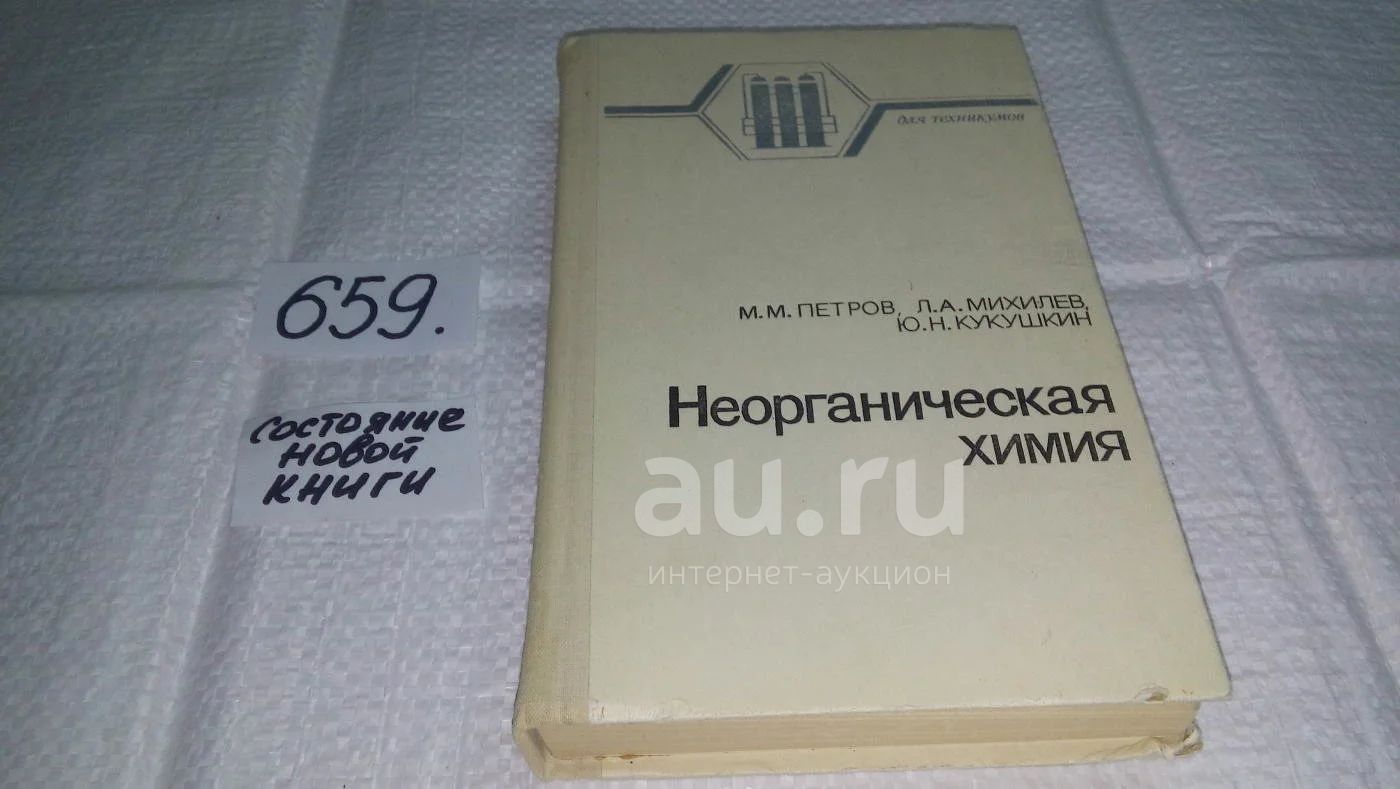 для техникумов
М.М. ПЕТРОВ, Л.А. МИХИЛЕВ,
Ю.Н. КУКУШКИН
Неорганическая
ХИМИЯ
659.
состояние
новой
книги
au.ru
интернет-аукцион